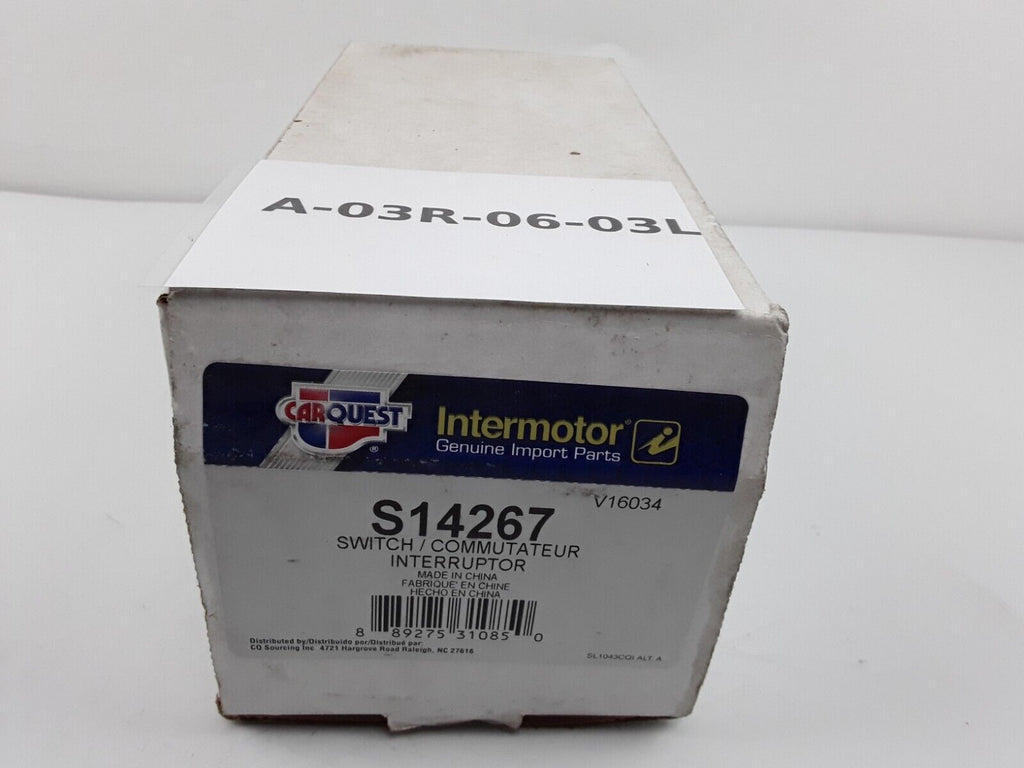 A-03R-06-03L
CARQUEST
®
Intermotor®
Genuine Import Parts
i
V16034
S14267
SWITCH / COMMUTATEUR
INTERRUPTOR
MADE IN CHINA
FABRIQUÉ EN CHINE
HECHO EN CHINA
8 89275 31085 0
Distributed by/Distribuido por/Distribué par:
CQ Sourcing Inc 4721 Hargrove Road Raleigh, NC 27616
SL1043CQI ALT. A